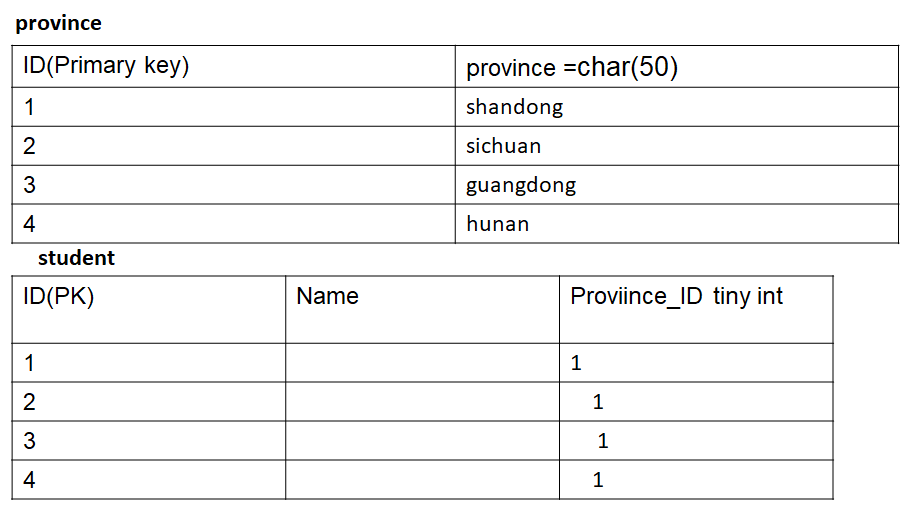 province
ID(Primary key) province =char(50)
1 shandong
2 sichuan
3 guangdong
4 hunan
student
ID(PK) Name Proviince_ID tiny int
1 1
2 1
3 1
4 1